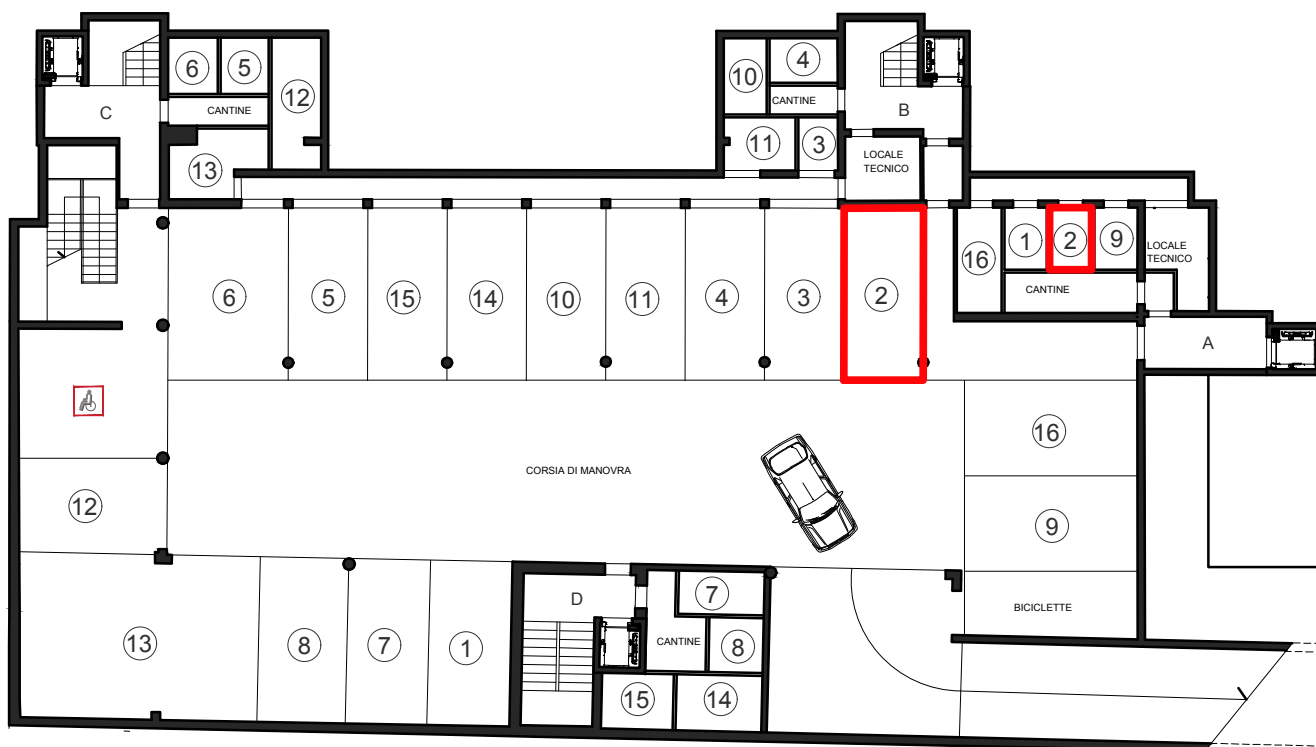 6
5
12
CANTINE
C
13
10
4
CANTINE
B
11
3
LOCALE
TECNICO
6
5
15
14
10
11
4
3
2
16
1
2
9
LOCALE
TECNICO
CANTINE
A
16
CORSIA DI MANOVRA
12
9
D
7
BICICLETTE
13
8
7
1
CANTINE
8
15
14